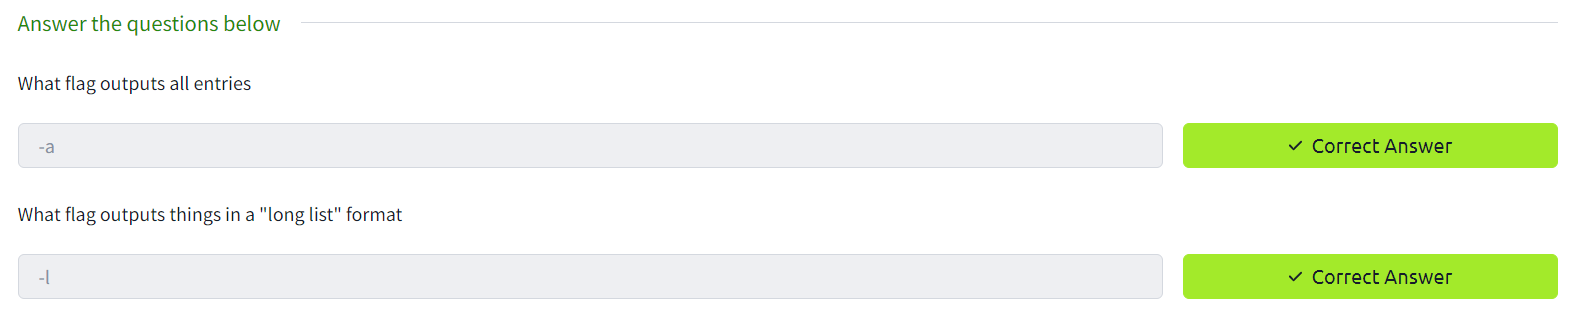 Answer the questions below
What flag outputs all entries
-a
✓ Correct Answer
What flag outputs things in a "long list" format
-l
✓ Correct Answer